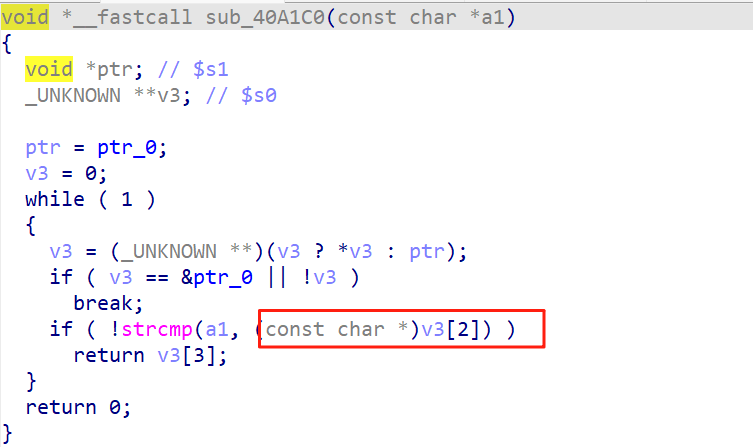 void *__fastcall sub_40A1C0(const char *a1)
{
  void *ptr; // $s1
  _UNKNOWN **v3; // $s0

  ptr = ptr_0;
  v3 = 0;
  while ( 1 )
  {
    v3 = (_UNKNOWN **)(v3 ? *v3 : ptr);
    if ( v3 == &ptr_0 || !v3 )
      break;
    if ( !strcmp(a1, (const char *)v3[2]) )
      return v3[3];
  }
  return 0;
}